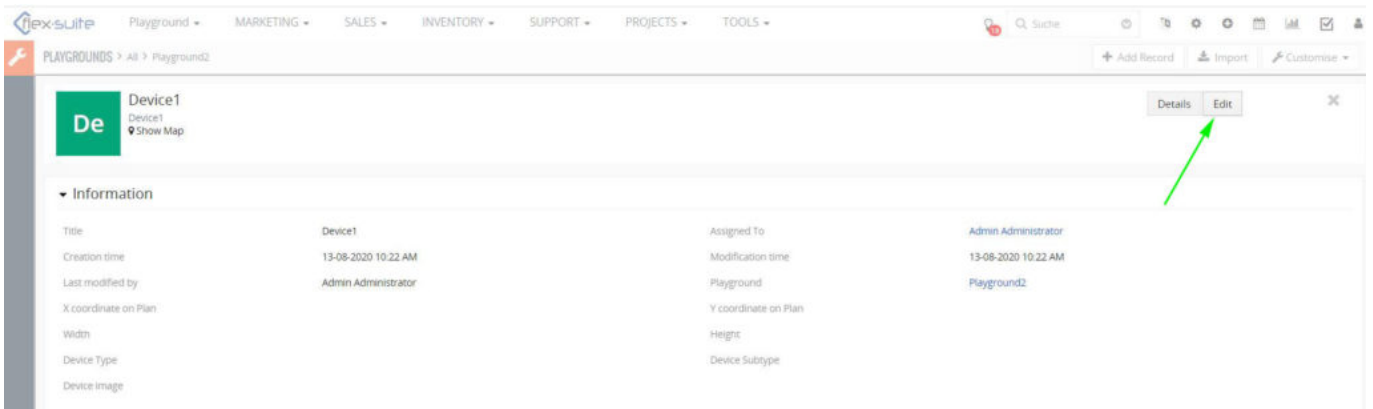 flex-suite Playground MARKETING SALES INVENTORY SUPPORT PROJECTS TOOLS 13 Suche
PLAYGROUNDS > All > Playground2 + Add Record Import Customise
De
Device1
Device1
Show Map
Details Edit
Information
Title Device1 Assigned To Admin Administrator
Creation time 13-08-2020 10:22 AM Modification time 13-08-2020 10:22 AM
Last modified by Admin Administrator Playground Playground2
X coordinate on Plan Y coordinate on Plan
Width Height
Device Type Device Subtype
Device image